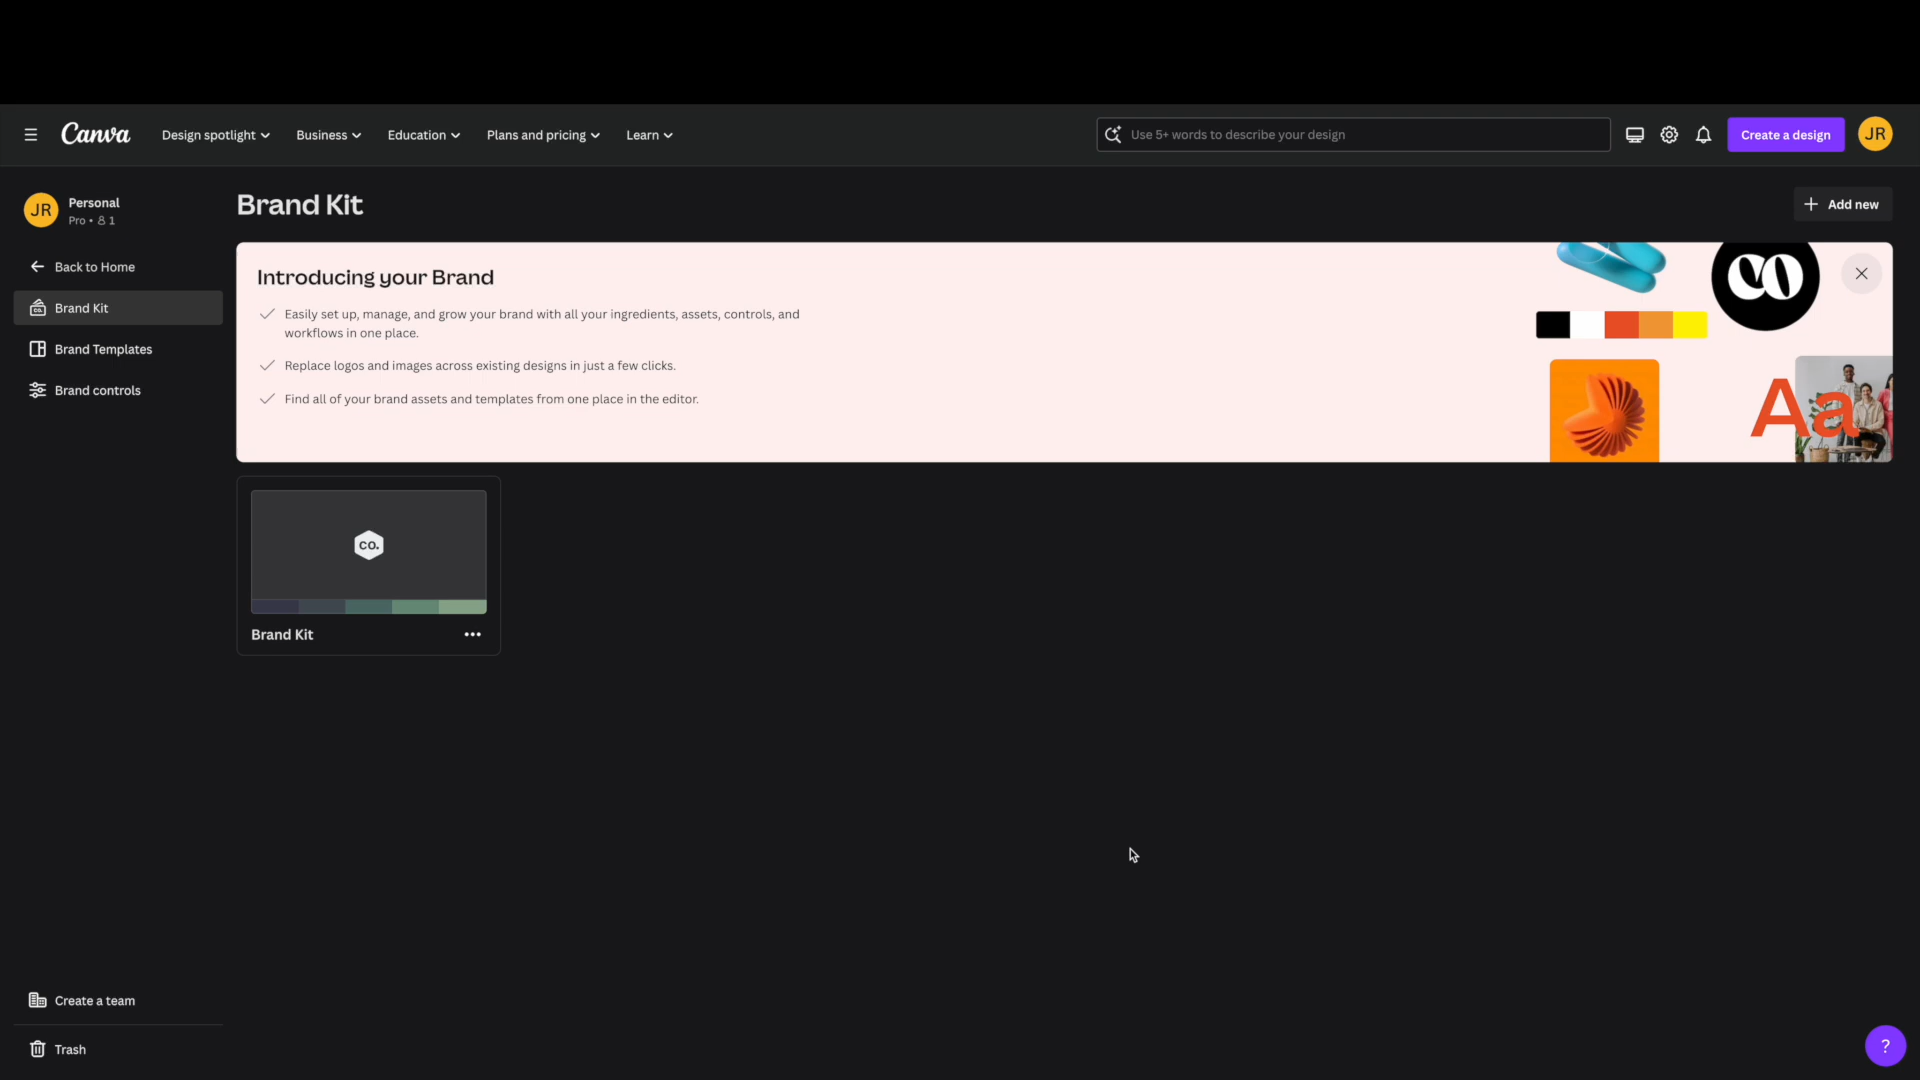 Canva
Design spotlight
Business
Education
Plans and pricing
Learn
Use 5+ words to describe your design
Create a design
JR
JR
Personal
Pro • 1
Back to Home
Brand Kit
Brand Templates
Brand controls
Brand Kit
Add new
Introducing your Brand
Easily set up, manage, and grow your brand with all your ingredients, assets, controls, and
workflows in one place.
Replace logos and images across existing designs in just a few clicks.
Find all of your brand assets and templates from one place in the editor.
CO
Aa
CO.
Brand Kit
Create a team
Trash
?